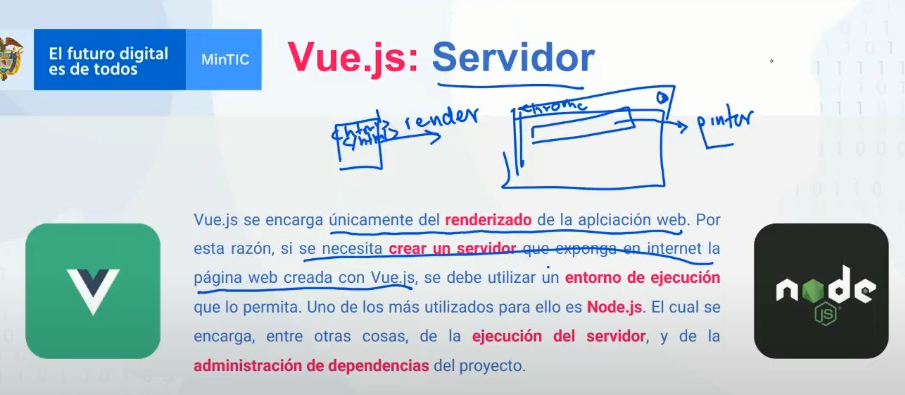 El futuro digital
es de todos
MinTIC
Vue.js: Servidor
<html>
</html>
render
chrome
pintar
Vue.js se encarga únicamente del renderizado de la aplciación web. Por
esta razón, si se necesita crear un servidor que exponga en internet la
página web creada con Vue.js, se debe utilizar un entorno de ejecución
que lo permita. Uno de los más utilizados para ello es Node.js. El cual se
encarga, entre otras cosas, de la ejecución del servidor, y de la
administración de dependencias del proyecto.
node
JS